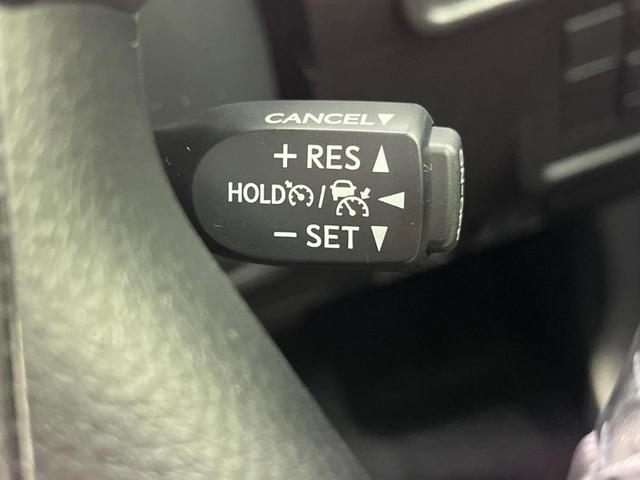 CANCEL▼
+ RES ▲
HOLD / ◀
− SET ▼